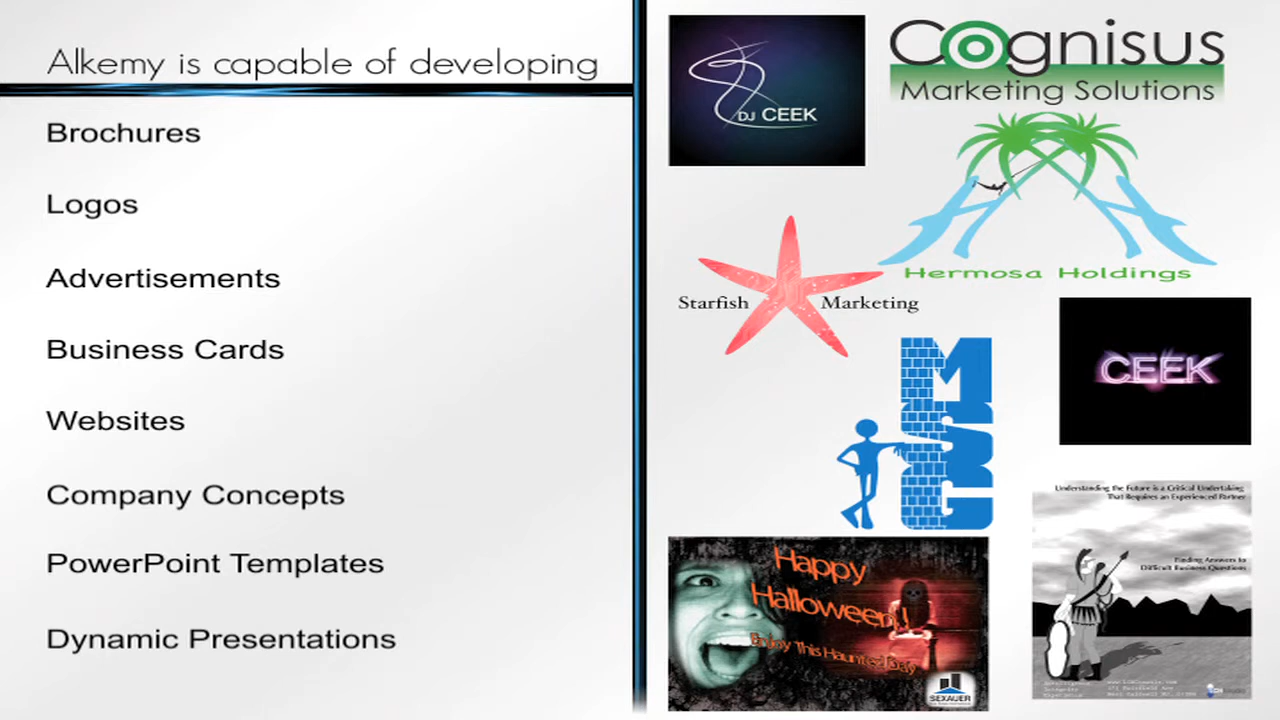 Alkemy is capable of developing
Brochures
Logos
Advertisements
Business Cards
Websites
Company Concepts
PowerPoint Templates
Dynamic Presentations
DJ CEEK
Cognisus
Marketing Solutions
Hermosa Holdings
Starfish Marketing
CEEK
Understanding the Future is a Critical Undertaking
That Requires an Experienced Partner
Finding Answers to
Difficult Business Questions
Happy
Halloween!
Enjoy This Haunted Day
SEXAUER